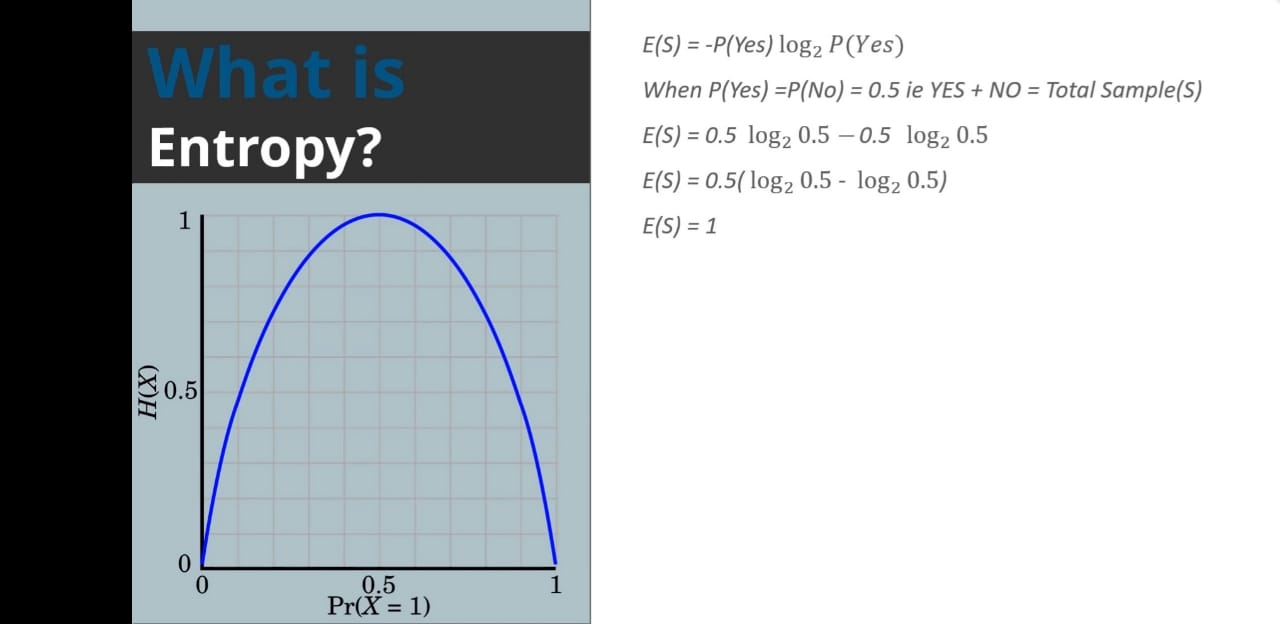 What is
Entropy?
1
H(X)
0.5
0
0
0.5
1
Pr(X = 1)
E(S) = -P(Yes) log₂ P(Yes)
When P(Yes) =P(No) = 0.5 ie YES + NO = Total Sample(S)
E(S) = 0.5 log₂ 0.5 – 0.5 log₂ 0.5
E(S) = 0.5( log₂ 0.5 - log₂ 0.5)
E(S) = 1